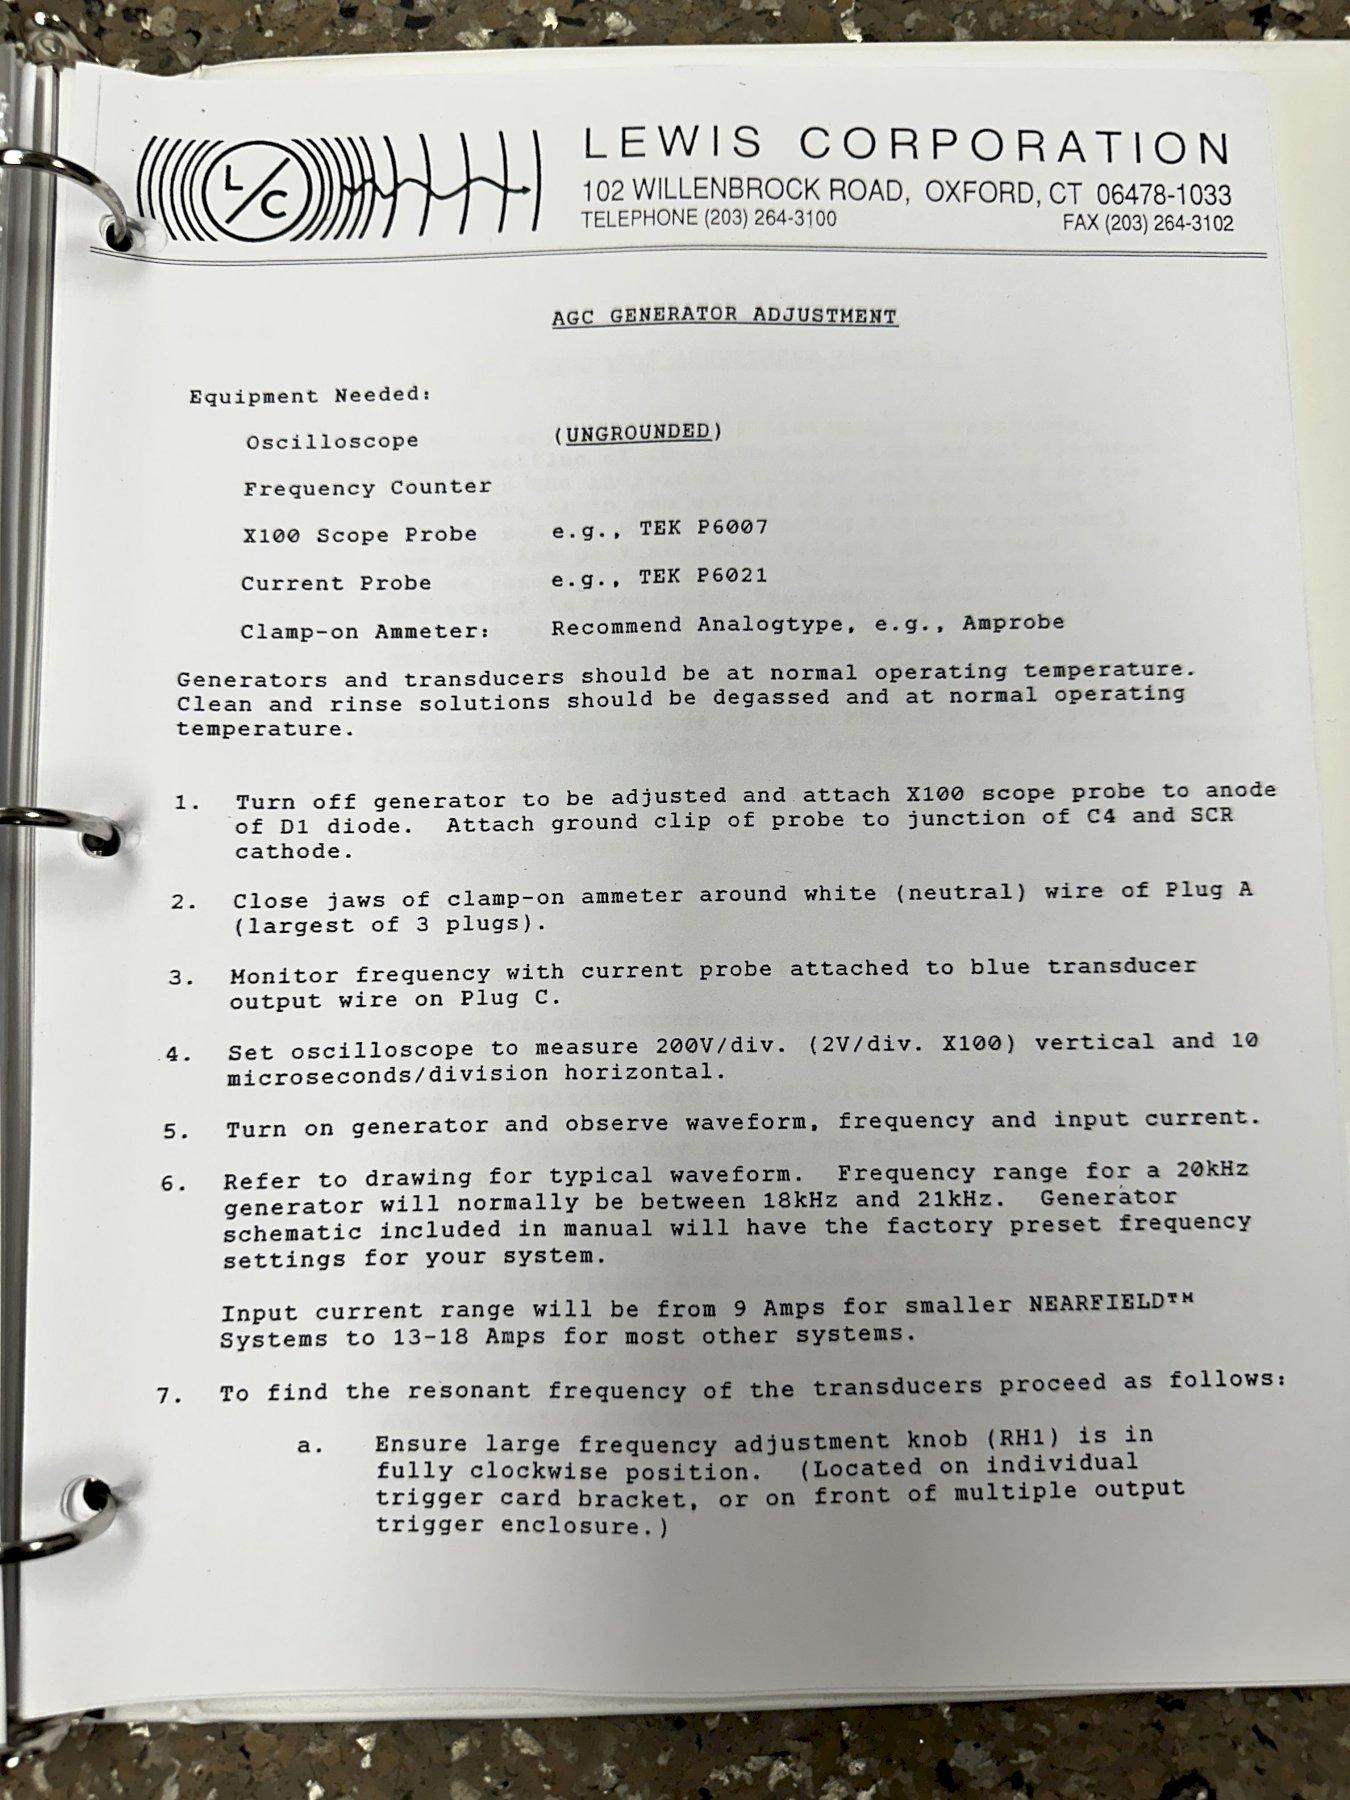 L/C
LEWIS CORPORATION
102 WILLENBROCK ROAD, OXFORD, CT 06478-1033
TELEPHONE (203) 264-3100 FAX (203) 264-3102
AGC GENERATOR ADJUSTMENT
Equipment Needed:
Oscilloscope (UNGROUNDED)
Frequency Counter
X100 Scope Probe e.g., TEK P6007
Current Probe e.g., TEK P6021
Clamp-on Ammeter: Recommend Analogtype, e.g., Amprobe
Generators and transducers should be at normal operating temperature.
Clean and rinse solutions should be degassed and at normal operating
temperature.
1. Turn off generator to be adjusted and attach X100 scope probe to anode
of D1 diode. Attach ground clip of probe to junction of C4 and SCR
cathode.
2. Close jaws of clamp-on ammeter around white (neutral) wire of Plug A
(largest of 3 plugs).
3. Monitor frequency with current probe attached to blue transducer
output wire on Plug C.
4. Set oscilloscope to measure 200V/div. (2V/div. X100) vertical and 10
microseconds/division horizontal.
5. Turn on generator and observe waveform, frequency and input current.
6. Refer to drawing for typical waveform. Frequency range for a 20kHz
generator will normally be between 18kHz and 21kHz. Generator
schematic included in manual will have the factory preset frequency
settings for your system.
Input current range will be from 9 Amps for smaller NEARFIELD™
Systems to 13-18 Amps for most other systems.
7. To find the resonant frequency of the transducers proceed as follows:
a. Ensure large frequency adjustment knob (RH1) is in
fully clockwise position. (Located on individual
trigger card bracket, or on front of multiple output
trigger enclosure.)